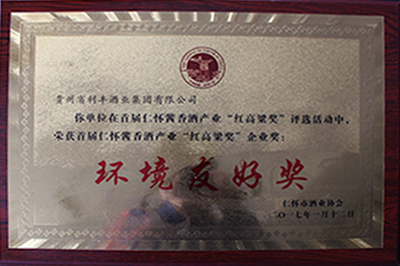 贵州省利丰酒业集团有限公司
你单位在首届仁怀酱香酒产业“红高粱奖”评选活动中，
荣获首届仁怀酱香酒产业“红高粱奖”企业奖：
环境友好奖
仁怀市酒业协会
二〇一七年一月十二日